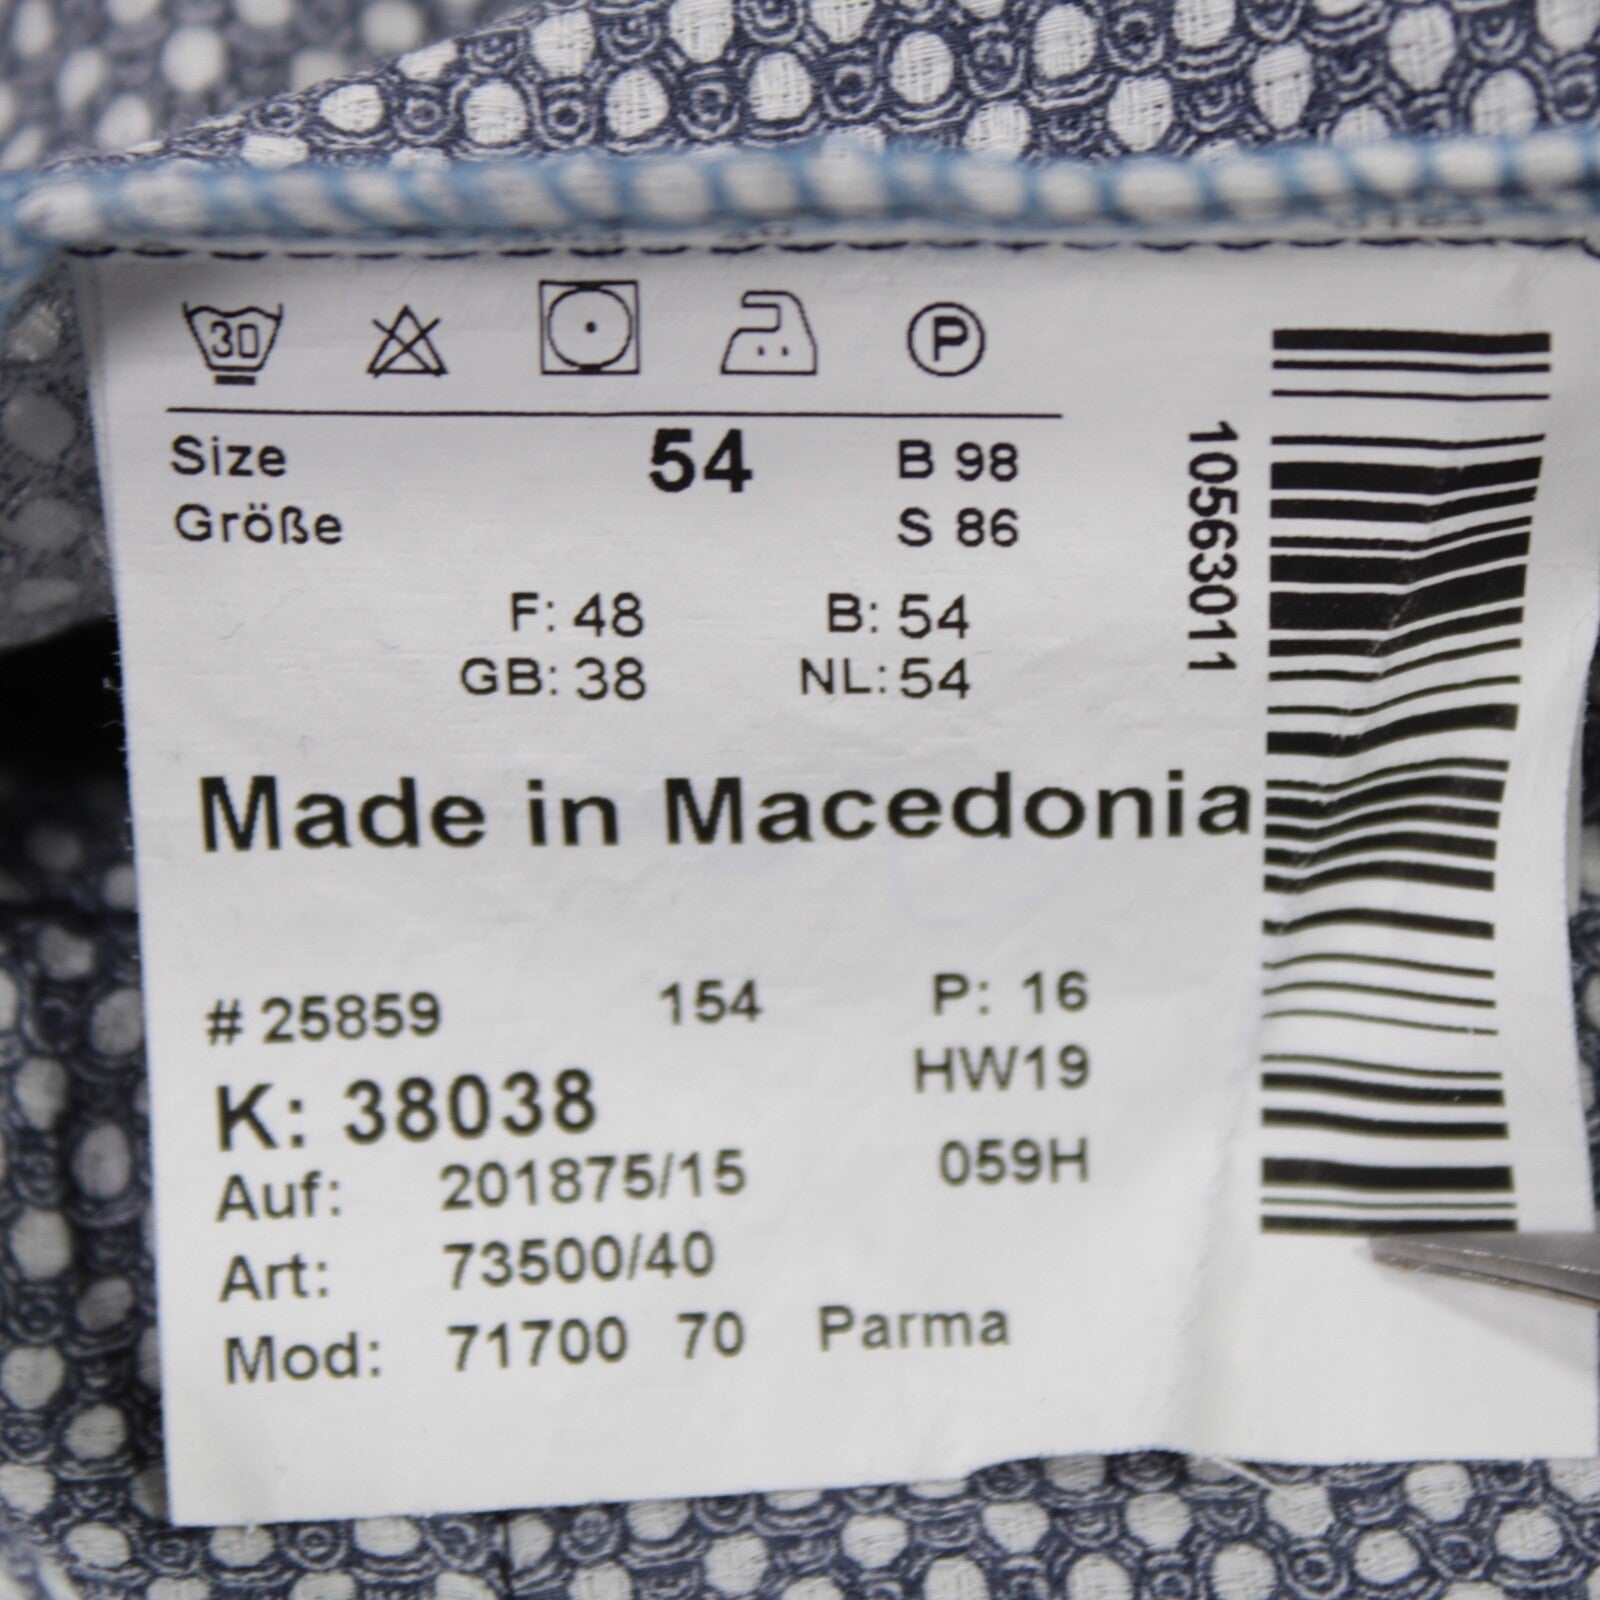 30 P
Size 54 B 98
Größe S 86
F: 48 B: 54
GB: 38 NL: 54
Made in Macedonia
# 25859 154 P: 16
HW19
K: 38038
Auf: 201875/15 059H
Art: 73500/40
Mod: 71700 70 Parma
10563011